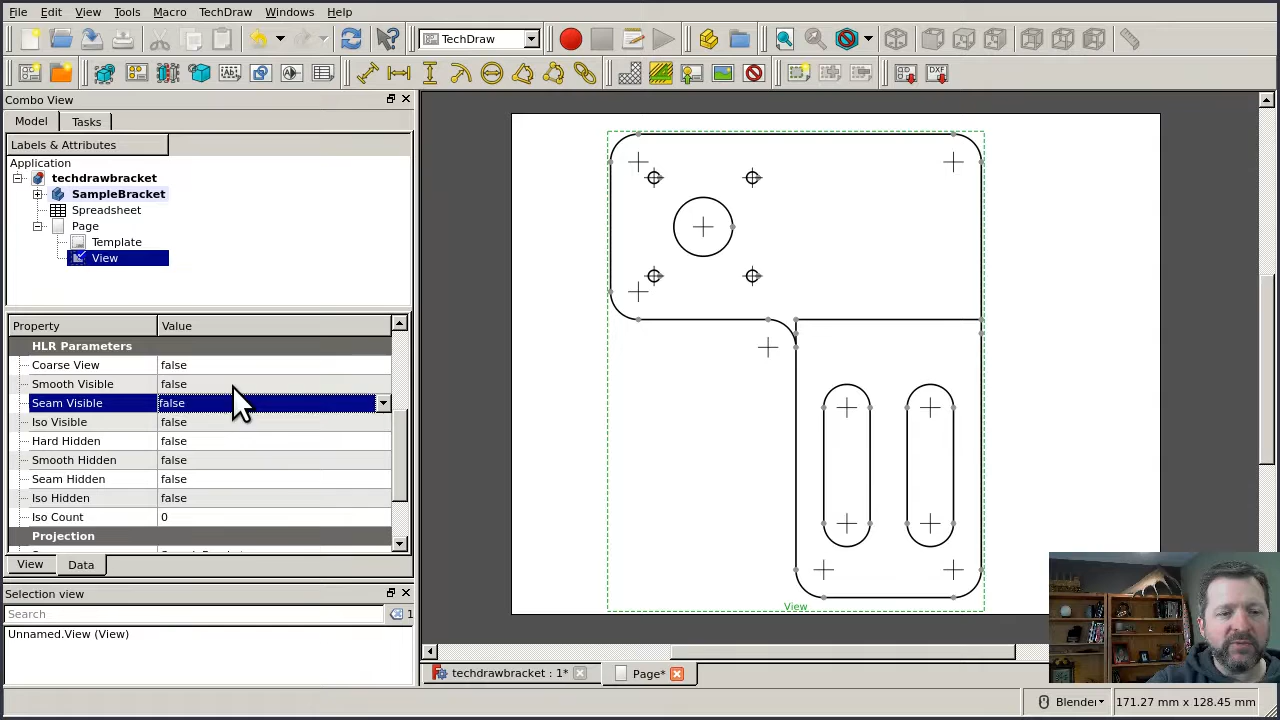 File Edit View Tools Macro TechDraw Windows Help
TechDraw
Combo View
Model Tasks
Labels & Attributes
Application
techdrawbracket
SampleBracket
Spreadsheet
Page
Template
View
Property Value
HLR Parameters
Coarse View false
Smooth Visible false
Seam Visible false
Iso Visible false
Hard Hidden false
Smooth Hidden false
Seam Hidden false
Iso Hidden false
Iso Count 0
Projection
View Data
Selection view
Search 1
Unnamed.View (View)
View
techdrawbracket : 1* Page*
Blender 171.27 mm x 128.45 mm